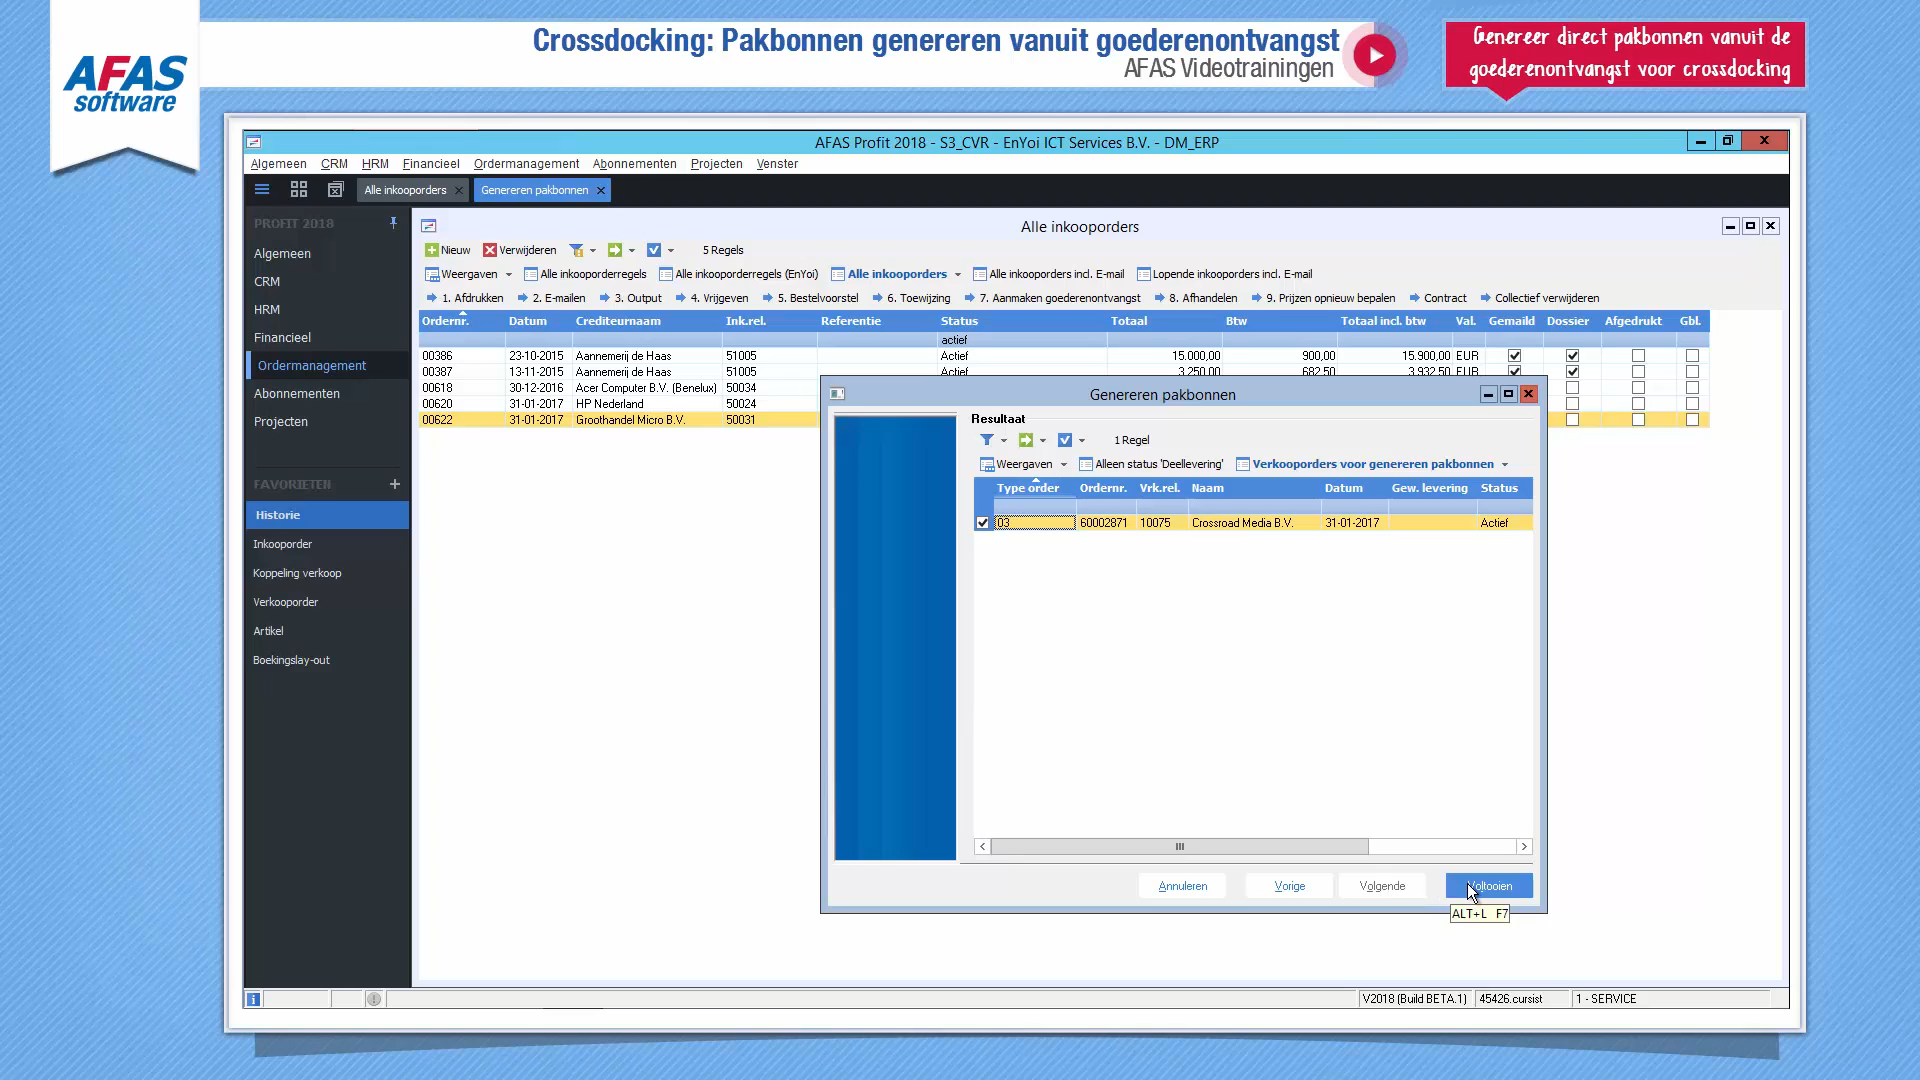 AFAS
software
Crossdocking: Pakbonnen genereren vanuit goederenontvangst
AFAS Videotrainingen
Genereer direct pakbonnen vanuit de
goederenontvangst voor crossdocking
AFAS Profit 2018 - S3_CVR - EnYoi ICT Services B.V. - DM_ERP
Algemeen CRM HRM Financieel Ordermanagement Abonnementen Projecten Venster
Alle inkooporders Genereren pakbonnen
PROFIT 2018
Algemeen
CRM
HRM
Financieel
Ordermanagement
Abonnementen
Projecten
FAVORIETEN
Historie
Inkooporder
Koppeling verkoop
Verkooporder
Artikel
Boekingslay-out
Alle inkooporders
Nieuw Verwijderen 5 Regels
Weergaven Alle inkooporderregels Alle inkooporderregels (EnYoi) Alle inkooporders Alle inkooporders incl. E-mail Lopende inkooporders incl. E-mail
1. Afdrukken 2. E-mailen 3. Output 4. Vrijgeven 5. Bestelvoorstel 6. Toewijzing 7. Aanmaken goederenontvangst 8. Afhandelen 9. Prijzen opnieuw bepalen Contract Collectief verwijderen
Ordernr. Datum Crediteurnaam Ink.rel. Referentie Status Totaal Btw Totaal incl. btw Val. Gemaild Dossier Afgedrukt Gbl.
actief
00386 23-10-2015 Aannemerij de Haas 51005 Actief 15.000,00 900,00 15.900,00 EUR
00387 13-11-2015 Aannemerij de Haas 51005 Actief 3.250,00 682,50 3.932,50 EUR
00618 30-12-2016 Acer Computer B.V. (Benelux) 50034
00620 31-01-2017 HP Nederland 50024
00622 31-01-2017 Groothandel Micro B.V. 50031
Genereren pakbonnen
Resultaat
1 Regel
Weergaven Alleen status 'Deellevering' Verkooporders voor genereren pakbonnen
Type order Ordernr. Vrk.rel. Naam Datum Gew. levering Status
03 60002871 10075 Crossroad Media B.V. 31-01-2017 Actief
Annuleren Vorige Volgende Voltooien
ALT+L F7
V2018 (Build BETA.1) 45426.cursist 1 - SERVICE